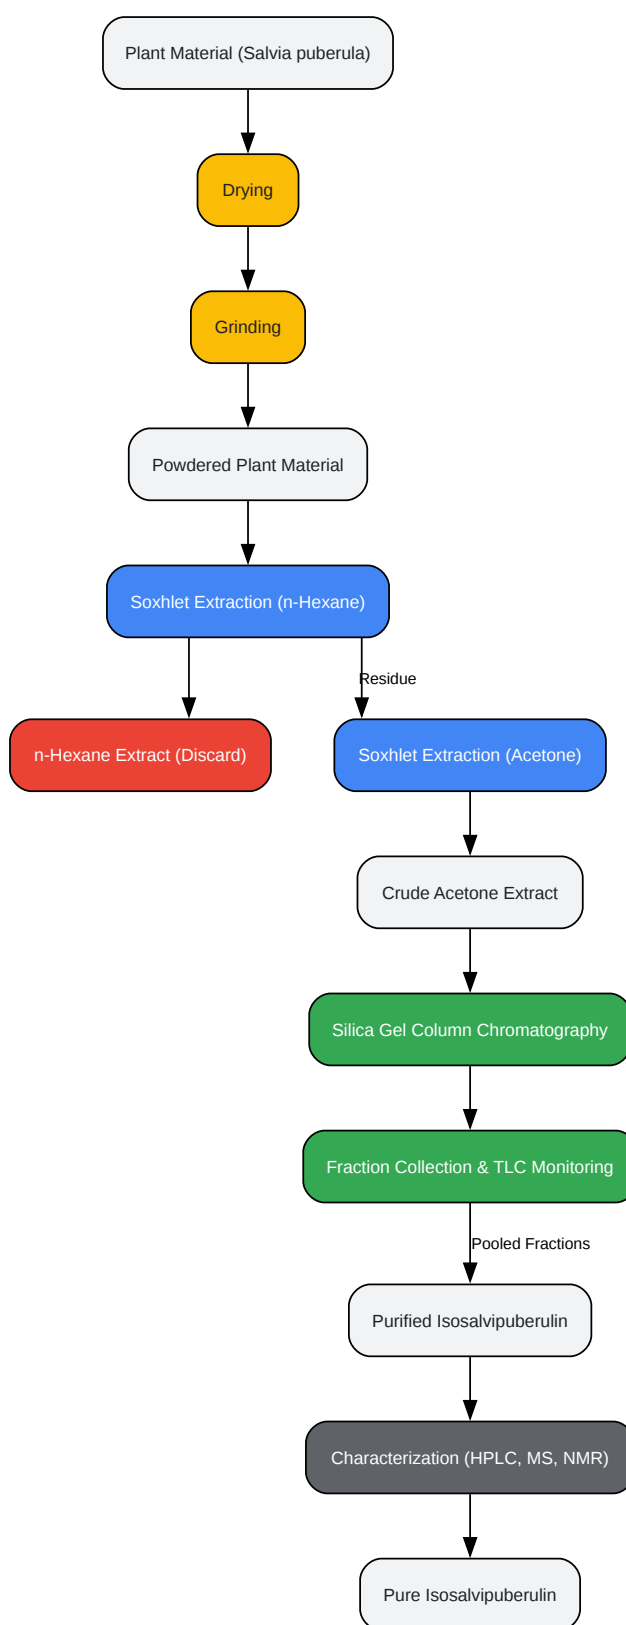 Plant Material (Salvia puberula)
Drying
Grinding
Powdered Plant Material
Soxhlet Extraction (n-Hexane)
Residue
n-Hexane Extract (Discard)
Soxhlet Extraction (Acetone)
Crude Acetone Extract
Silica Gel Column Chromatography
Fraction Collection & TLC Monitoring
Pooled Fractions
Purified Isosalvipuberulin
Characterization (HPLC, MS, NMR)
Pure Isosalvipuberulin